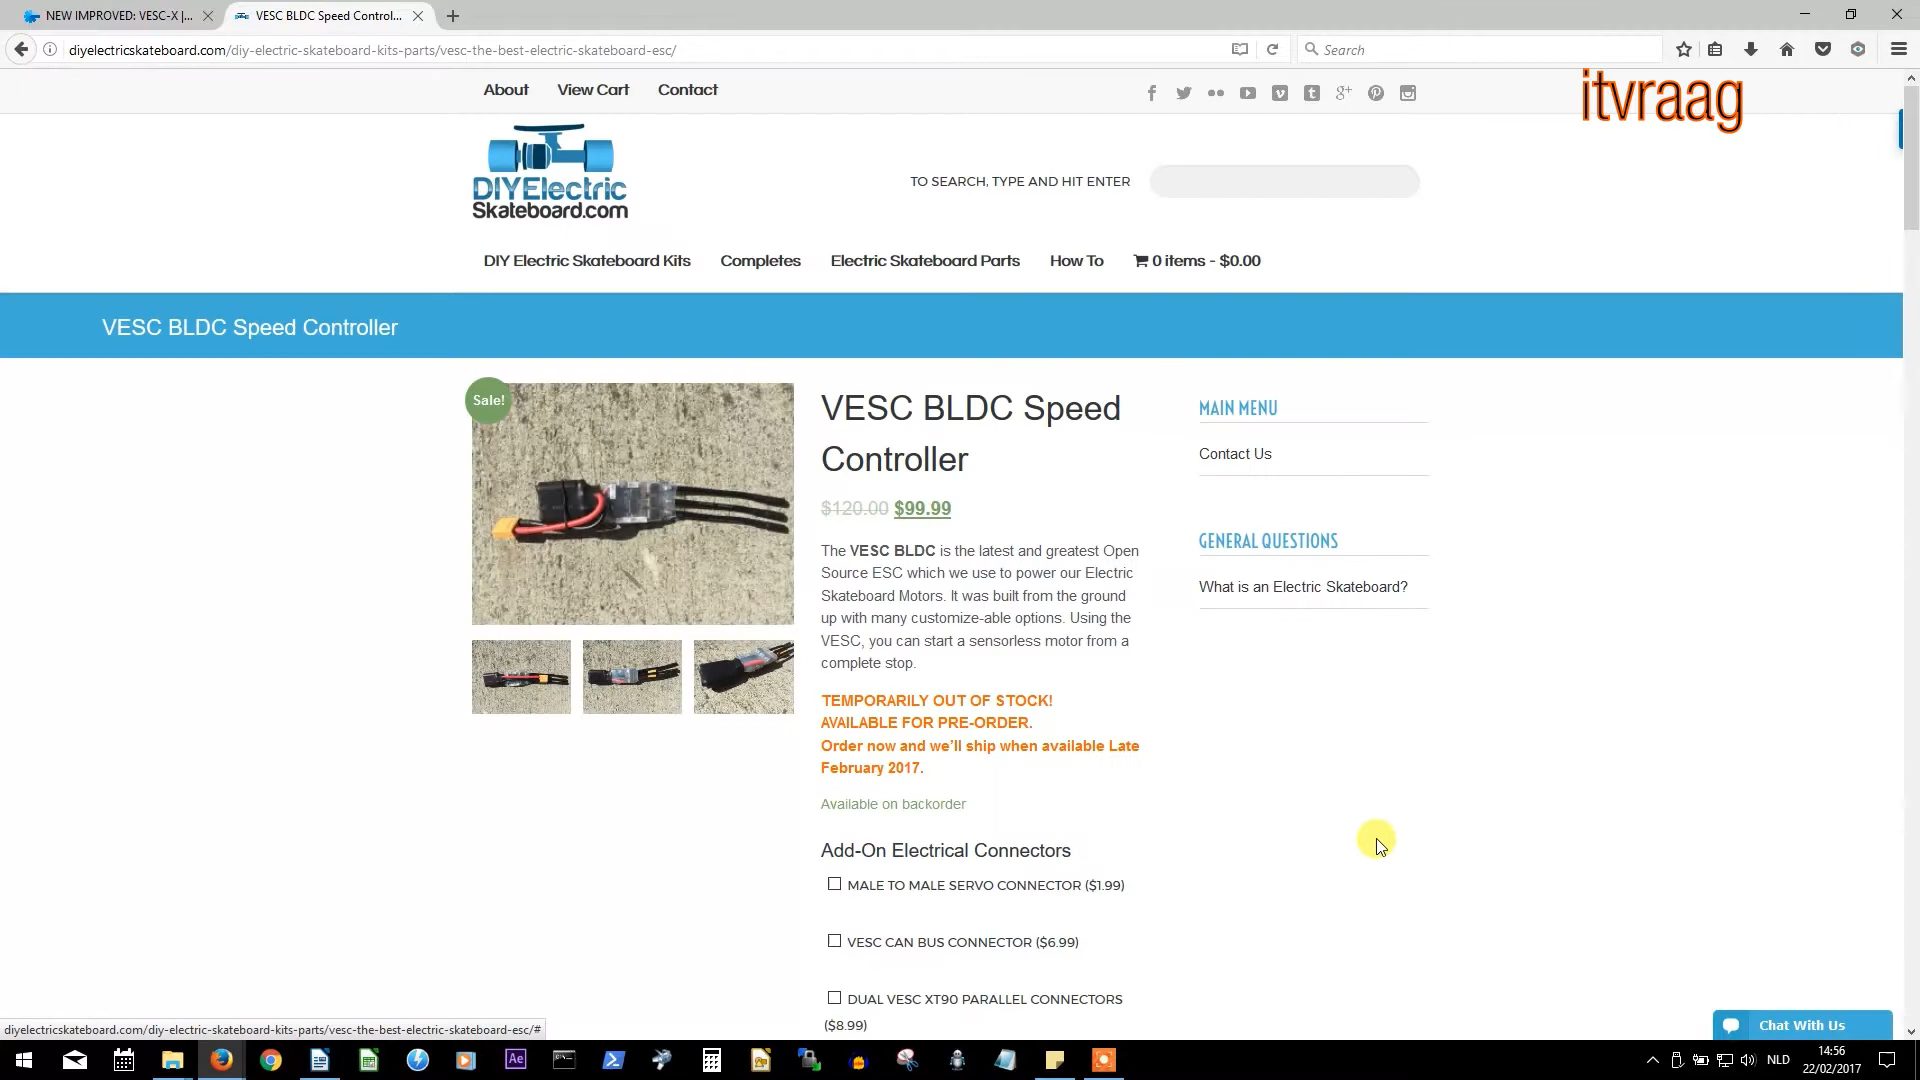 NEW IMPROVED: VESC-X |...
VESC BLDC Speed Control...
diyelectricskateboard.com/diy-electric-skateboard-kits-parts/vesc-the-best-electric-skateboard-esc/
Search
About View Cart Contact
itvraag
DIYElectric
Skateboard.com
TO SEARCH, TYPE AND HIT ENTER
DIY Electric Skateboard Kits Completes Electric Skateboard Parts How To 0 items - $0.00
VESC BLDC Speed Controller
Sale!
VESC BLDC Speed
Controller
$120.00 $99.99
The VESC BLDC is the latest and greatest Open
Source ESC which we use to power our Electric
Skateboard Motors. It was built from the ground
up with many customize-able options. Using the
VESC, you can start a sensorless motor from a
complete stop.
TEMPORARILY OUT OF STOCK!
AVAILABLE FOR PRE-ORDER.
Order now and we'll ship when available Late
February 2017.
Available on backorder
Add-On Electrical Connectors
MALE TO MALE SERVO CONNECTOR ($1.99)
VESC CAN BUS CONNECTOR ($6.99)
DUAL VESC XT90 PARALLEL CONNECTORS
($8.99)
MAIN MENU
Contact Us
GENERAL QUESTIONS
What is an Electric Skateboard?
Chat With Us
diyelectricskateboard.com/diy-electric-skateboard-kits-parts/vesc-the-best-electric-skateboard-esc/#
Ae
NLD
14:56
22/02/2017